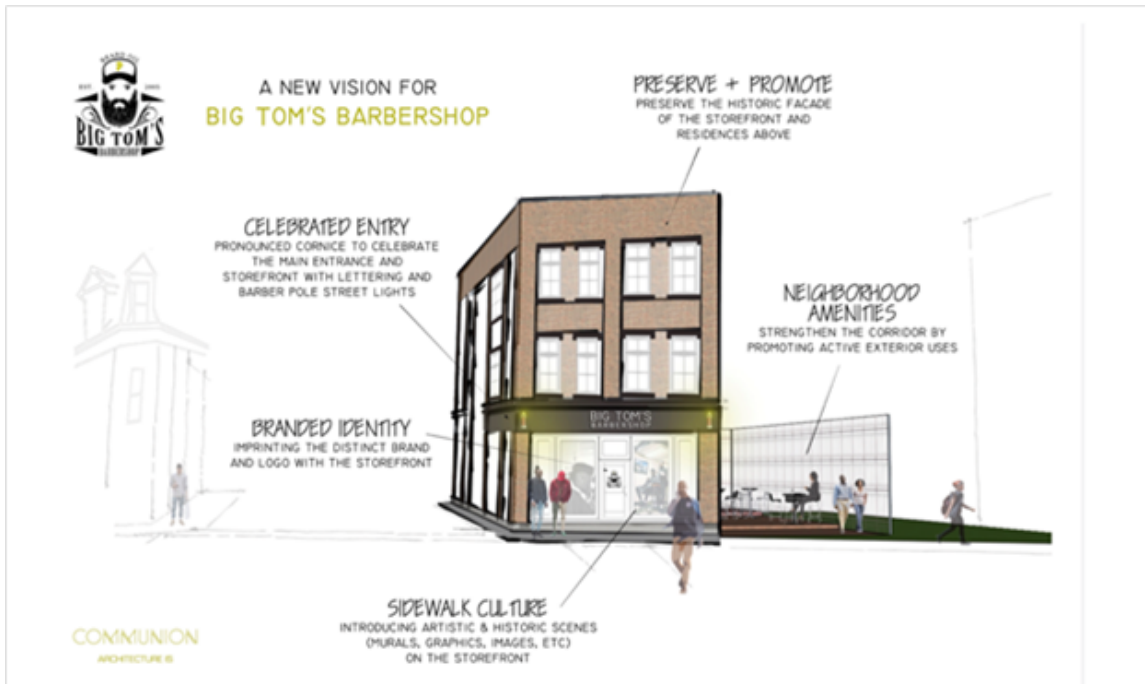 BIG TOM'S
BARBERSHOP
A NEW VISION FOR
BIG TOM'S BARBERSHOP
PRESERVE + PROMOTE
PRESERVE THE HISTORIC FACADE
OF THE STOREFRONT AND
RESIDENCES ABOVE
CELEBRATED ENTRY
PRONOUNCED CORNICE TO CELEBRATE
THE MAIN ENTRANCE AND
STOREFRONT WITH LETTERING AND
BARBER POLE STREET LIGHTS
NEIGHBORHOOD
AMENITIES
STRENGTHEN THE CORRIDOR BY
PROMOTING ACTIVE EXTERIOR USES
BIG TOM'S
BARBERSHOP
BRANDED IDENTITY
IMPRINTING THE DISTINCT BRAND
AND LOGO WITH THE STOREFRONT
SIDEWALK CULTURE
INTRODUCING ARTISTIC & HISTORIC SCENES
(MURALS, GRAPHICS, IMAGES, ETC)
ON THE STOREFRONT
COMMUNION
ARCHITECTURE IS